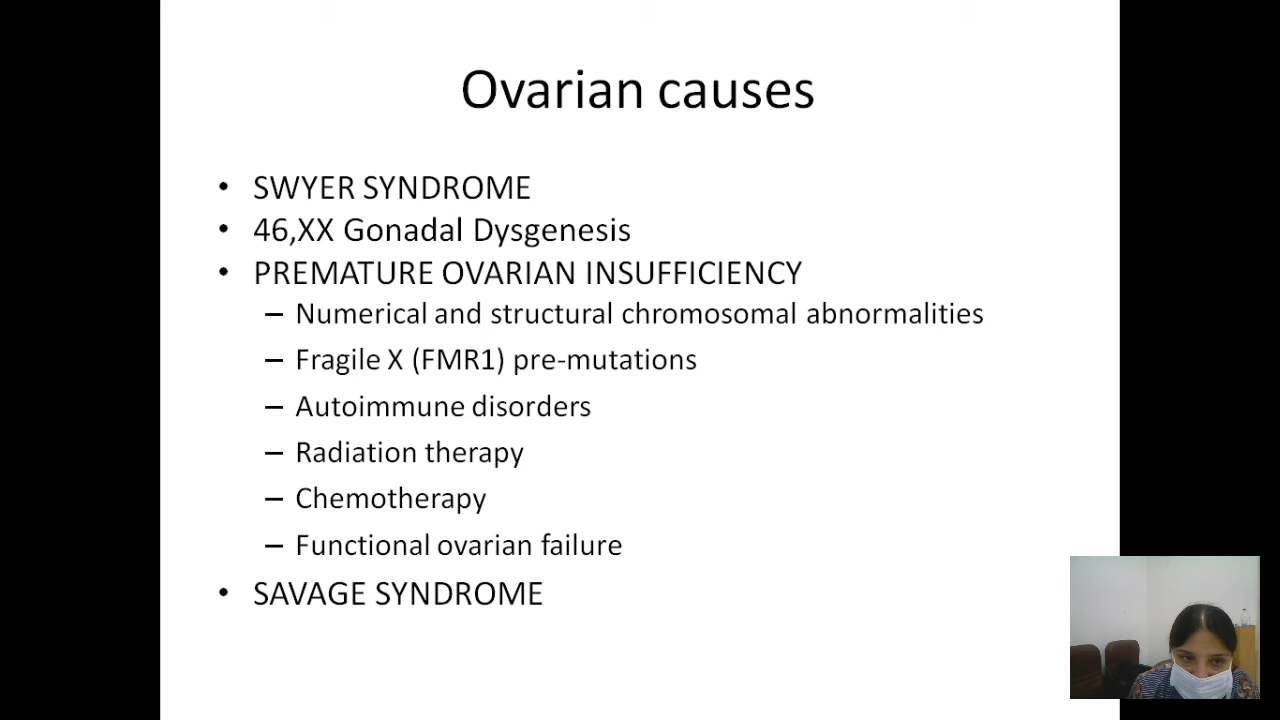 Ovarian causes
• SWYER SYNDROME
• 46,XX Gonadal Dysgenesis
• PREMATURE OVARIAN INSUFFICIENCY
– Numerical and structural chromosomal abnormalities
– Fragile X (FMR1) pre-mutations
– Autoimmune disorders
– Radiation therapy
– Chemotherapy
– Functional ovarian failure
• SAVAGE SYNDROME